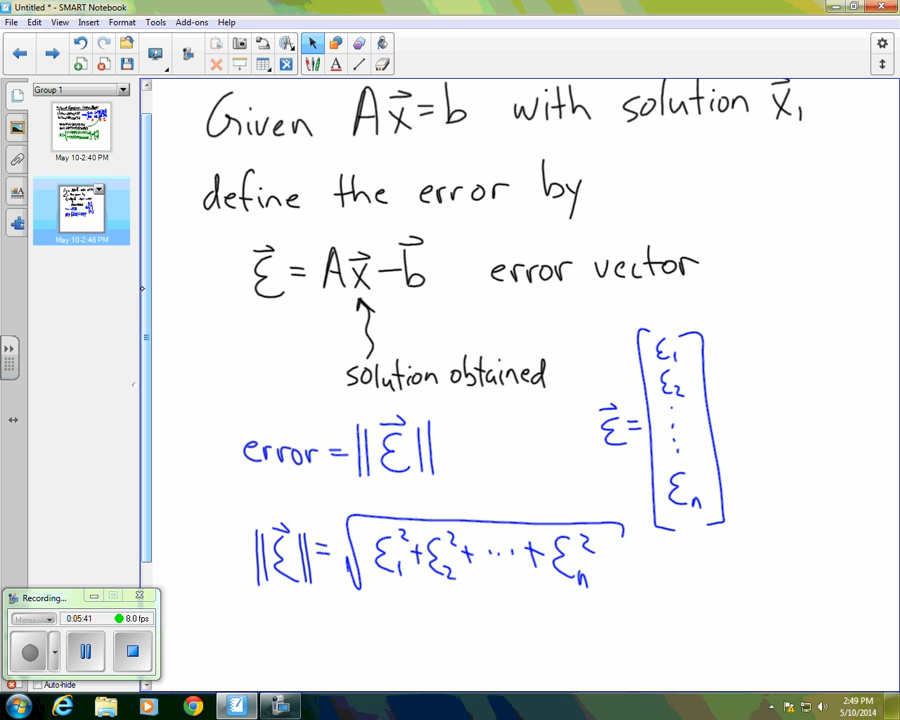 Untitled * - SMART Notebook
File Edit View Insert Format Tools Add-ons Help
Group 1
May 10-2:40 PM
May 10-2:46 PM
Given Ax⃗=b with solution x⃗,
define the error by
ε⃗ = Ax⃗-b⃗ error vector
solution obtained
error = ||ε⃗||
ε⃗ = [ε₁ ε₂ ⋮ ⋮ εₙ]
||ε⃗|| = √ε₁²+ε₂²+⋯+εₙ²
Recording...
Menu
0:05:41
8.0 fps
Auto-hide
2:49 PM
5/10/2014